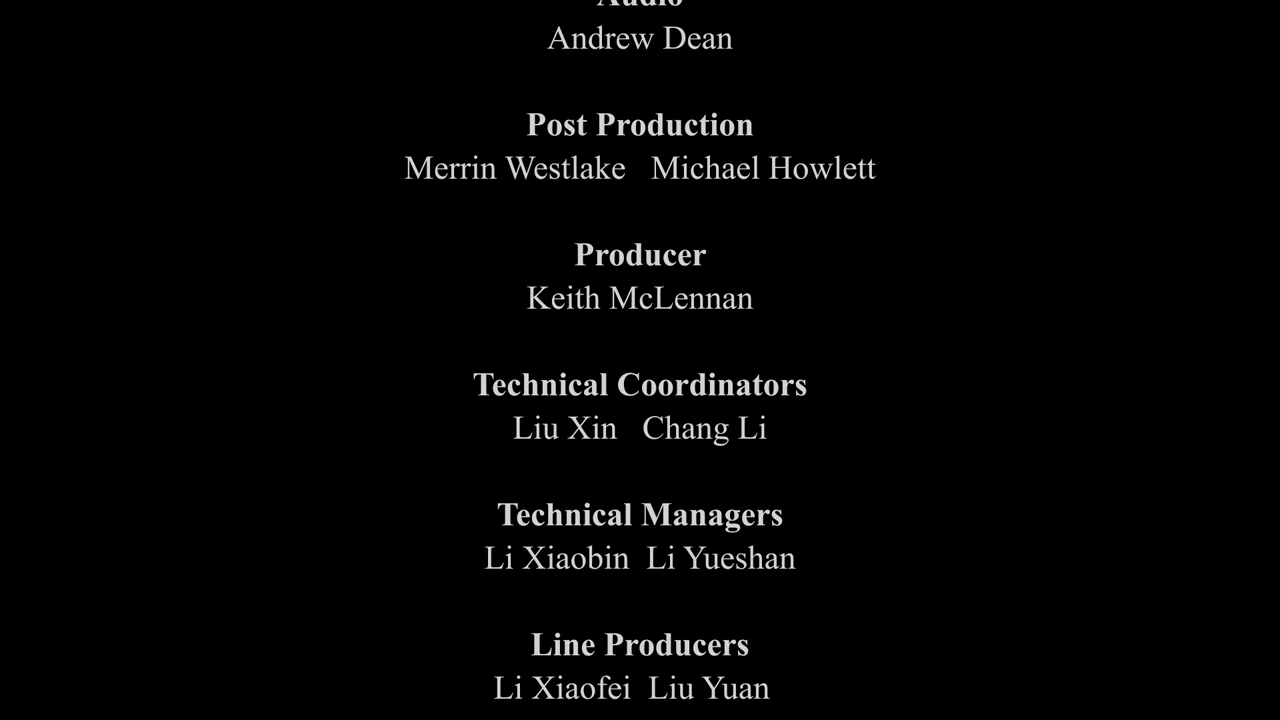 Audio
Andrew Dean
Post Production
Merrin Westlake   Michael Howlett
Producer
Keith McLennan
Technical Coordinators
Liu Xin   Chang Li
Technical Managers
Li Xiaobin  Li Yueshan
Line Producers
Li Xiaofei  Liu Yuan